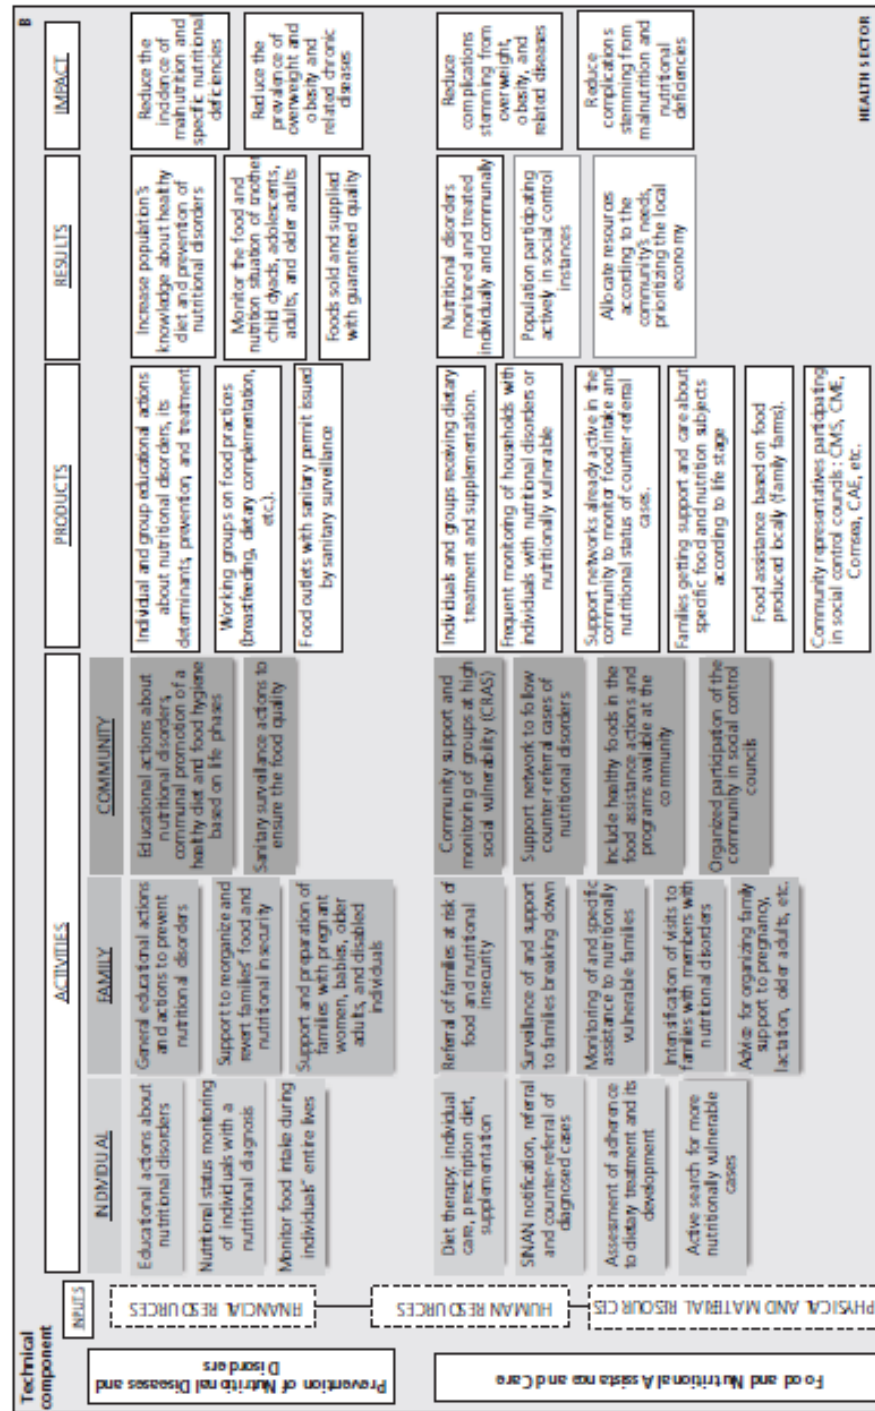 B
Technical
component
INPUTS
ACTIVITIES
PRODUCTS
RESULTS
IMPACT
INDIVIDUAL
FAMILY
COMMUNITY
Prevention of Nutritional Diseases and
Disorders
FINANCIAL RESOURCES
HUMAN RESOURCES
PHYSICAL AND MATERIAL RESOURCES
Educational actions about
nutritional disorders
Nutritional status monitoring
of individuals with a
nutritional diagnosis
Monitor food intake during
individuals" entire lives
General educational actions
and actions to prevent
nutritional disorders
Support to reorganize and
revert families" food and
nutritional insecurity
Support and preparation of
families with pregnant
women, babies, older
adults, and disabled
individuals
Educational actions about
nutritional disorders,
communal promotion of a
healthy diet and food hygiene
based on life phases
Sanitary surveillance actions to
ensure the food quality
Individual and group educational actions
about nutritional disorders, its
determinants, prevention, and treatment
Working groups on food practices
(breastfeeding, dietary complementation,
etc.).
Food outlets with sanitary permit issued
by sanitary surveillance
Increase population's
knowledge about healthy
diet and prevention of
nutritional disorders
Monitor the food and
nutrition situation of mother
child dyads, adolescents,
adults, and older adults
Foods sold and supplied
with guaranteed quality
Reduce the
incidence of
malnutrition and
specific nutritional
deficiencies
Reduce the
prevalence of
overweight and
obesity and
related chronic
diseases
Food and Nutritional Assistance and Care
Diet therapy: individual
care, prescription diet,
supplementation
SINAN notification, referral
and counter-referral of
diagnosed cases
Assessment of adherence
to dietary treatment and its
development
Active search for more
nutritionally vulnerable
cases
Referral of families at risk of
food and nutritional
insecurity
Surveillance of and support
to families breaking down
Monitoring of and specific
assistance to nutritionally
vulnerable families
Intensification of visits to
families with members with
nutritional disorders
Advice for organizing family
support to pregnancy,
lactation, older adults, etc.
Community support and
monitoring of groups at high
social vulnerability (CRAS)
Support network to follow
counter-referral cases of
nutritional disorders
Include healthy foods in the
food assistance actions and
programs available at the
community
Organized participation of the
community in social control
councils
Individuals and groups receiving dietary
treatment and supplementation.
Frequent monitoring of households with
individuals with nutritional disorders or
nutritionally vulnerable
Support networks already active in the
community to monitor food intake and
nutritional status of counter-referral
cases.
Families getting support and care about
specific food and nutrition subjects
according to life stage
Food assistance based on food
produced locally (family farms).
Community representatives participating
in social control councils: CMS, CME,
Comsea, CAE, etc.
Nutritional disorders
monitored and treated
individually and communally
Population participating
actively in social control
instances
Allocate resources
according to the
community's needs,
prioritizing the local
economy
Reduce
complications
stemming from
overweight,
obesity, and
related diseases
Reduce
complications
stemming from
malnutrition and
nutritional
deficiencies
HEALTH SECTOR